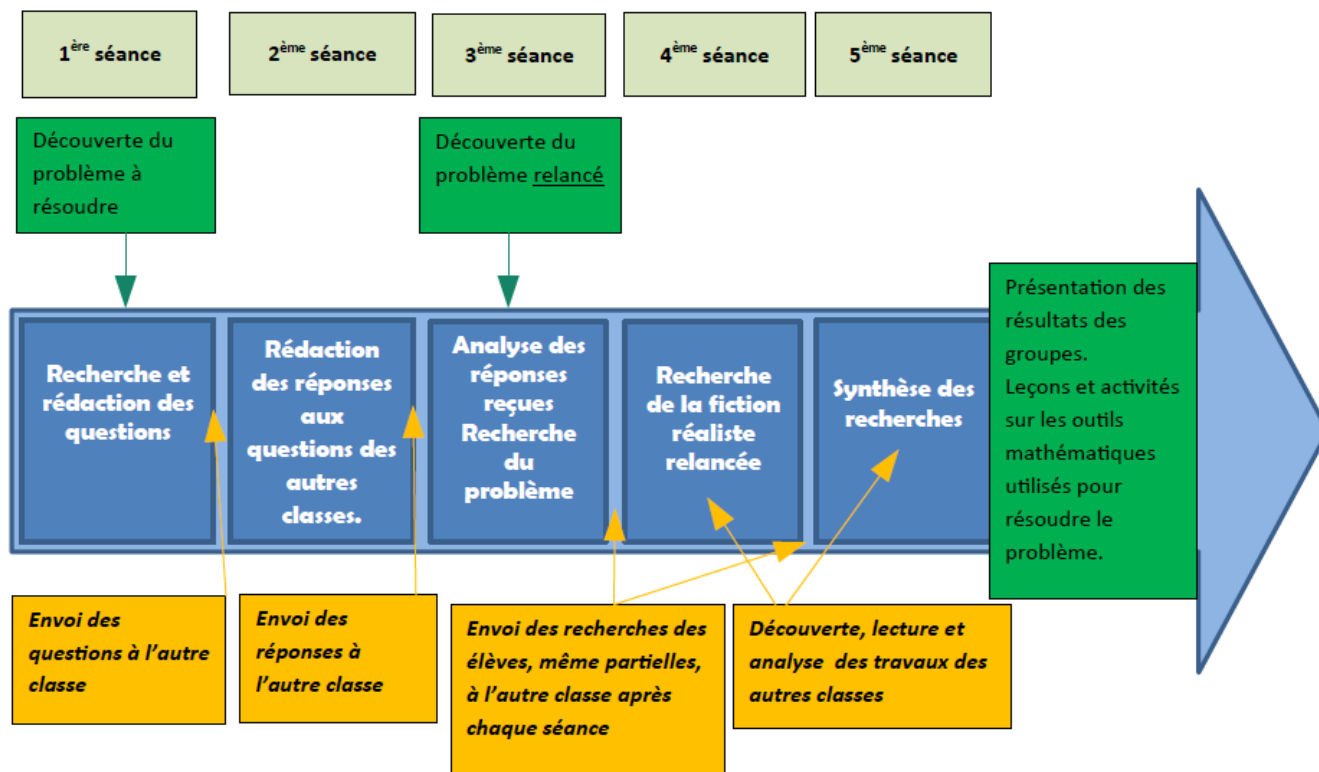 1ère séance
2ème séance
3ème séance
4ème séance
5ème séance
Découverte du
problème à
résoudre
Découverte du
problème relancé
Recherche et
rédaction des
questions
Rédaction
des réponses
aux
questions des
autres
classes.
Analyse des
réponses
reçues
Recherche
du
problème
Recherche
de la fiction
réaliste
relancée
Synthèse des
recherches
Présentation des
résultats des
groupes.
Leçons et activités
sur les outils
mathématiques
utilisés pour
résoudre le
problème.
Envoi des
questions à l’autre
classe
Envoi des
réponses à
l’autre classe
Envoi des recherches des
élèves, même partielles,
à l’autre classe après
chaque séance
Découverte, lecture et
analyse des travaux des
autres classes